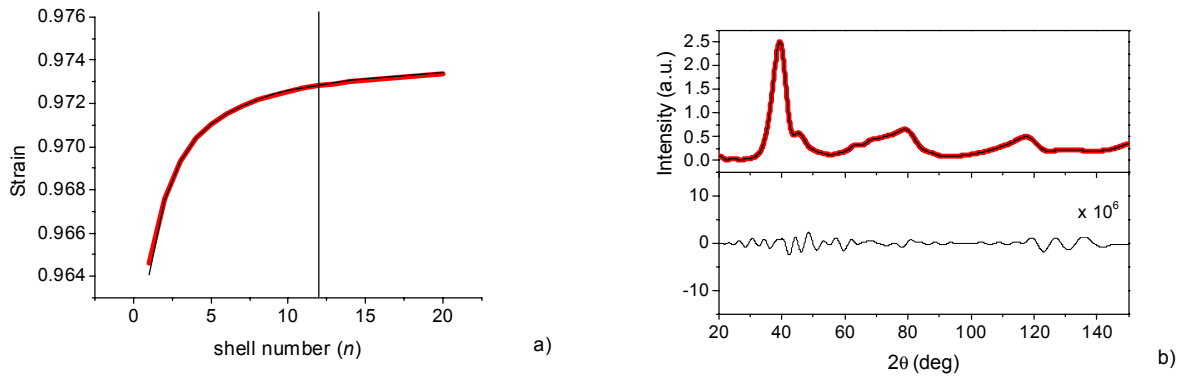 0.976
0.974
0.972
0.970
0.968
0.966
0.964
Strain
0 5 10 15 20
shell number (n)
a)
2.5
2.0
1.5
1.0
0.5
0.0
Intensity (a.u.)
10
0
-10
x 10^6
20 40 60 80 100 120 140
2θ (deg)
b)